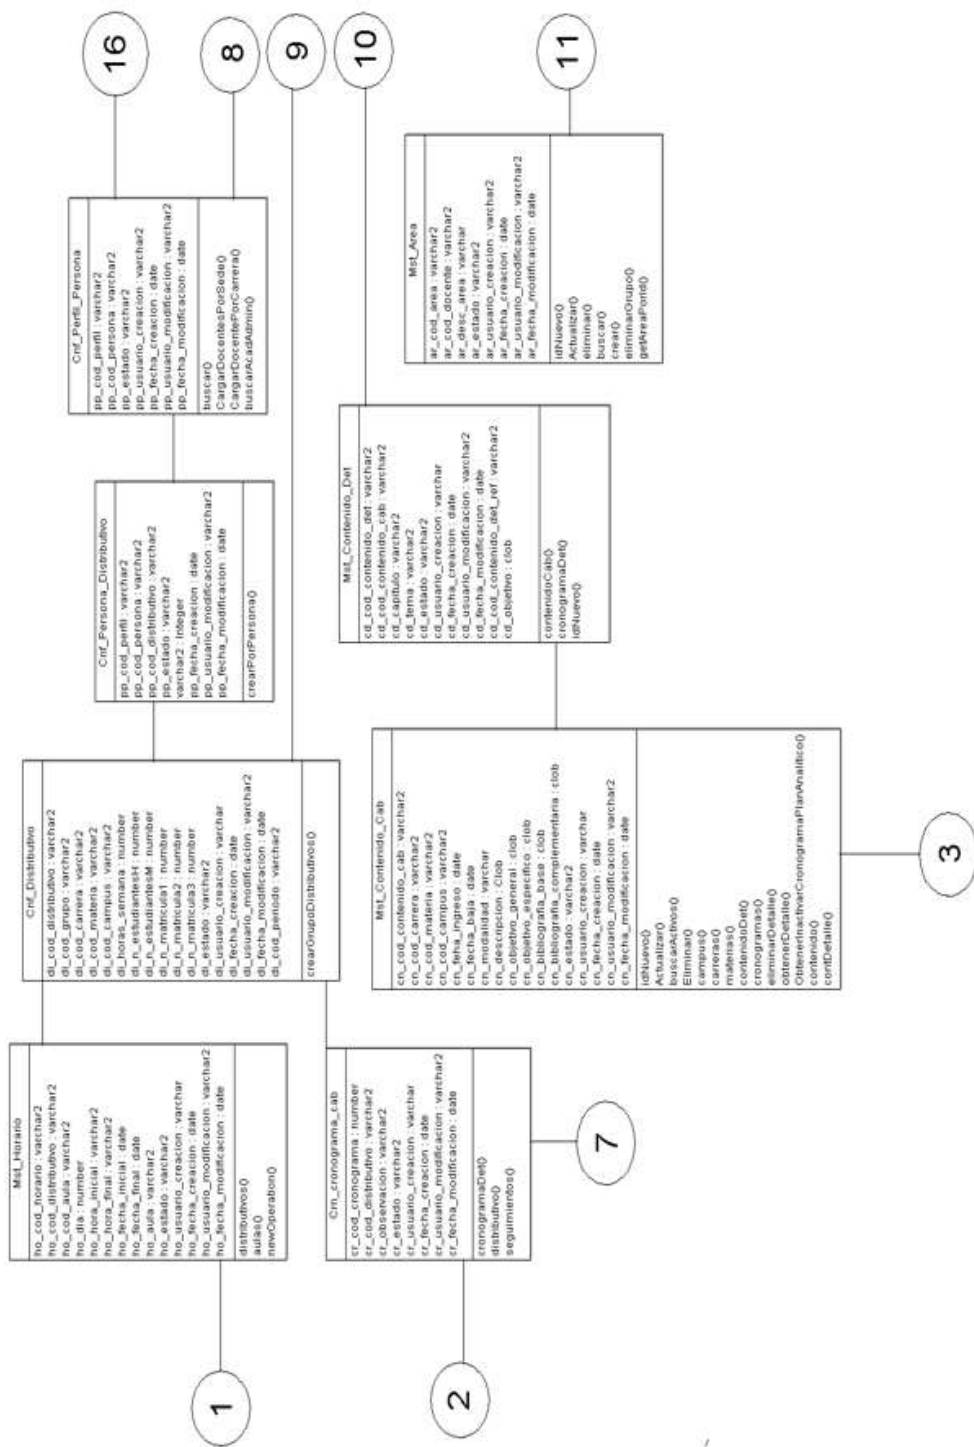 1
Mst_Horario
ho_cod_horario : varchar2
ho_cod_distributivo : varchar2
ho_cod_aula : varchar2
ho_dia : number
ho_hora_inicial : varchar2
ho_hora_final : varchar2
ho_fecha_inicial : date
ho_fecha_final : date
ho_aula : varchar2
ho_estado : varchar2
ho_usuario_creacion : varchar
ho_fecha_creacion : date
ho_usuario_modificacion : varchar2
ho_fecha_modificacion : date
distributivos()
aulas()
newOperation()
Cnf_Distributivo
di_cod_distributivo : varchar2
di_cod_grupo : varchar2
di_cod_carrera : varchar2
di_cod_materia : varchar2
di_cod_campus : varchar2
di_horas_semana : number
di_n_estudiantesH : number
di_n_estudiantesM : number
di_n_matricula1 : number
di_n_matricula2 : number
di_n_matricula3 : number
di_estado : varchar2
di_usuario_creacion : varchar
di_fecha_creacion : date
di_usuario_modificacion : varchar2
di_fecha_modificacion : date
di_cod_periodo : varchar2
crearGrupoDistributivos()
Cnf_Persona_Distributivo
pp_cod_perfil : varchar2
pp_cod_persona : varchar2
pp_cod_distributivo : varchar2
pp_estado : varchar2
varchar2 : Integer
pp_fecha_creacion : date
pp_usuario_modificacion : varchar2
pp_fecha_modificacion : date
crearPorPersona()
Cnf_Perfil_Persona
pp_cod_perfil : varchar2
pp_cod_persona : varchar2
pp_estado : varchar2
pp_usuario_creacion : varchar2
pp_fecha_creacion : date
pp_usuario_modificacion : varchar2
pp_fecha_modificacion : date
buscar()
CargarDocentesPorSede()
CargarDocentePorCarrera()
buscarAcadAdmin()
16
8
9
2
Crn_cronograma_cab
cr_cod_cronograma : number
cr_cod_distributivo : varchar2
cr_observacion : varchar2
cr_estado : varchar2
cr_usuario_creacion : varchar
cr_fecha_creacion : date
cr_usuario_modificacion : varchar2
cr_fecha_modificacion : date
cronogramaDet()
distributivo()
seguimientos()
7
Mst_Contenido_Cab
cn_cod_contenido_cab : varchar2
cn_cod_carrera : varchar2
cn_cod_materia : varchar2
cn_cod_campus : varchar2
cn_feha_ingreso : date
cn_fecha_baja : date
cn_modalidad : varchar
cn_descripcion : Clob
cn_objetivo_general : clob
cn_objetivo_especifico : clob
cn_bibliografia_base : clob
cn_bibliografia_complementaria : clob
cn_estado : varchar2
cn_usuario_creacion : varchar
cn_fecha_creacion : date
cn_usuario_modificacion : varchar2
cn_fecha_modificacion : date
idNuevo()
Actualizar()
buscarActivos()
Eliminar()
campus()
carreras()
materias()
contenidoDet()
cronogramas()
eliminarDetalle()
obtenerDetalle()
ObtenerInactivarCronogramaPlanAnalitico()
contenido()
contDetalle()
3
Mst_Contenido_Det
cd_cod_contenido_det : varchar2
cd_cod_contenido_cab : varchar2
cd_capitulo : varchar2
cd_tema : varchar2
cd_estado : varchar2
cd_usuario_creacion : varchar
cd_fecha_creacion : date
cd_usuario_modificacion : varchar2
cd_fecha_modificacion : date
cd_cod_contenido_det_ref : varchar2
cd_objetivo : clob
contenidoCab()
cronogramaDet()
idNuevo()
10
Mst_Area
ar_cod_area : varchar2
ar_cod_docente : varchar2
ar_desc_area : varchar
ar_estado : varchar2
ar_usuario_creacion : varchar2
ar_fecha_creacion : date
ar_usuario_modificacion : varchar2
ar_fecha_modificacion : date
idNuevo()
Actualizar()
eliminar()
buscar()
crear()
eliminarGrupo()
getAreaPorId()
11